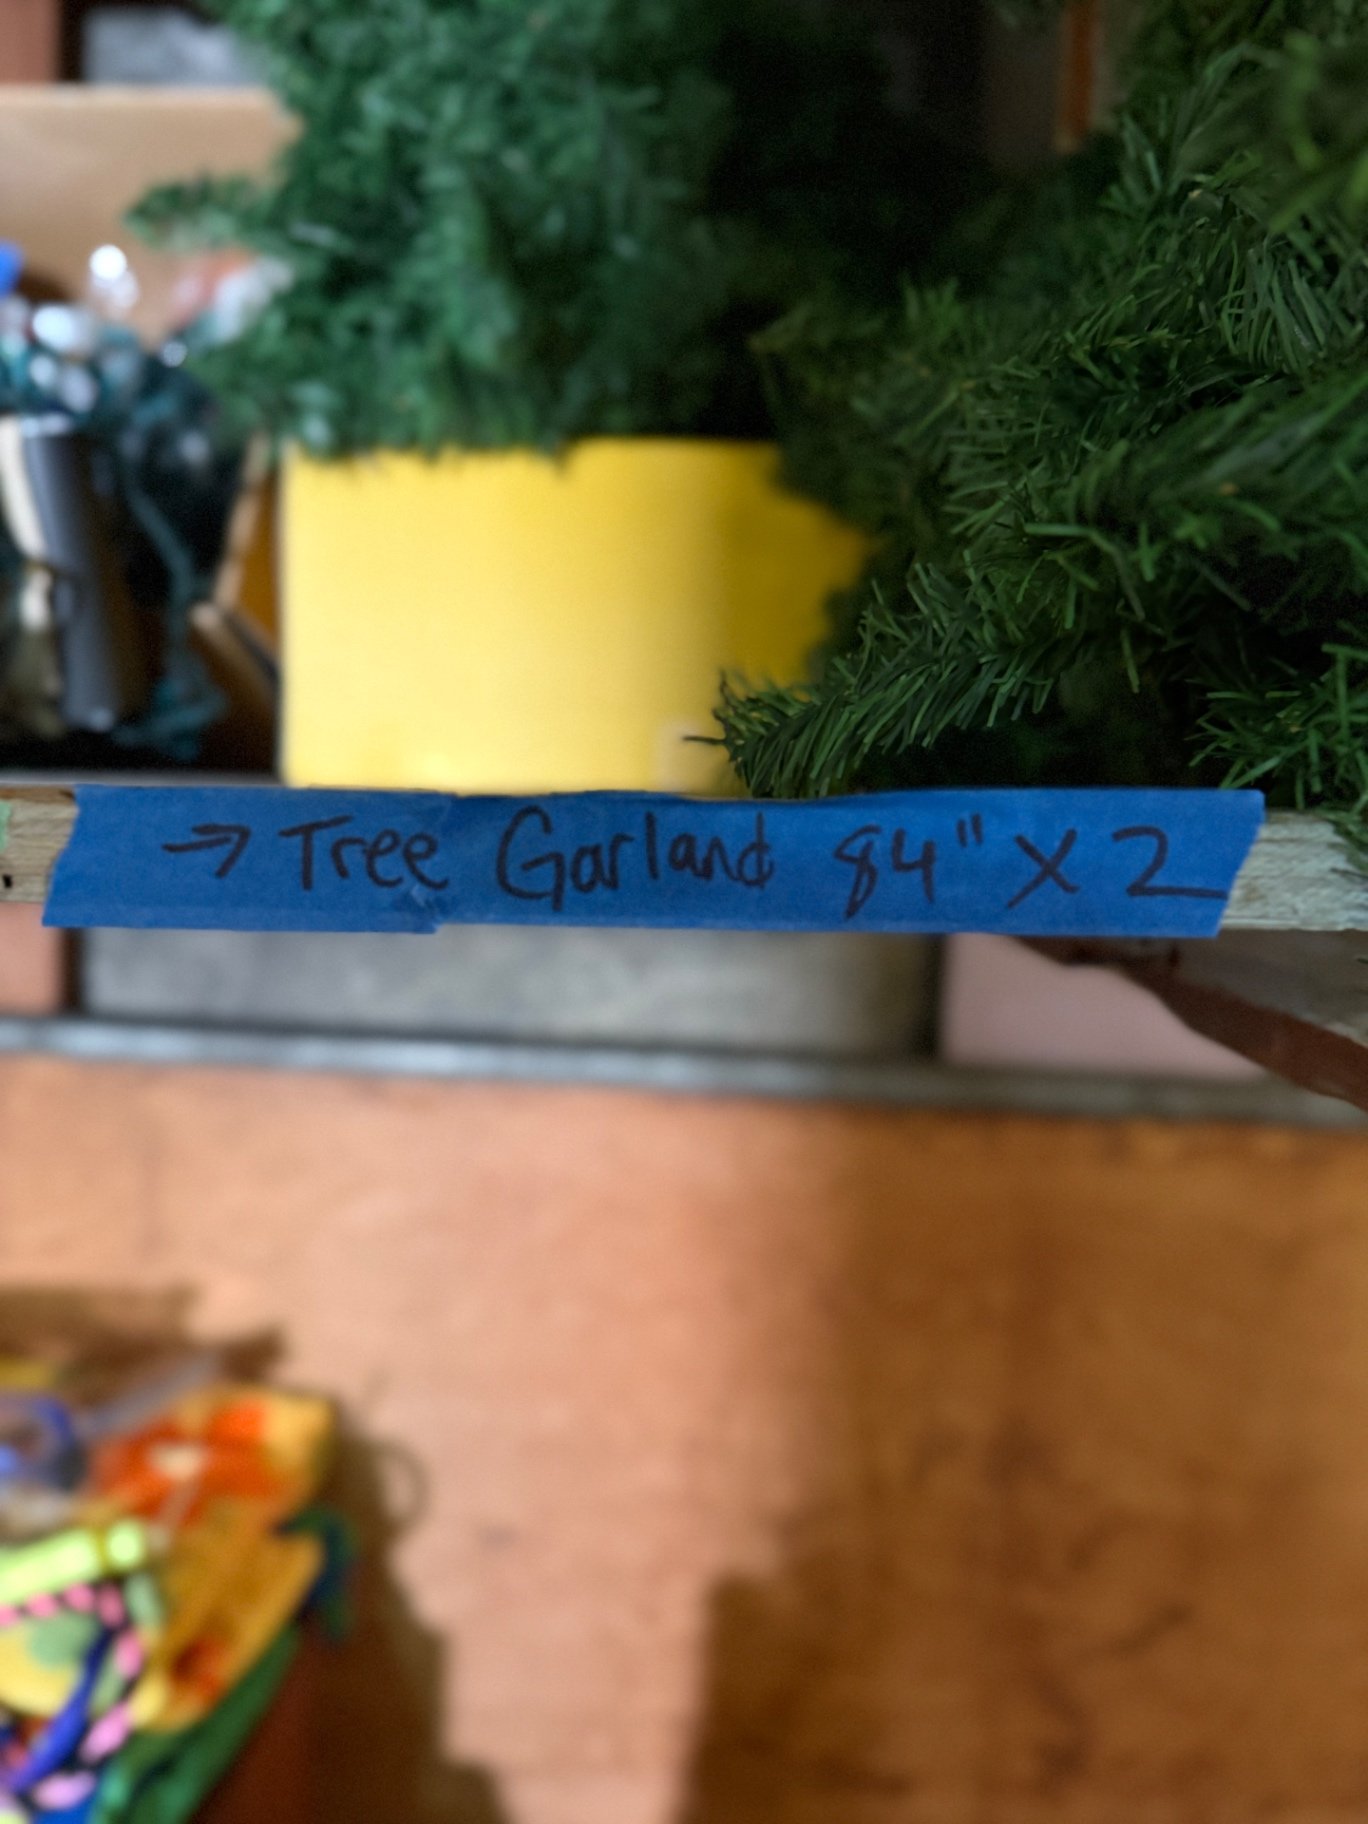 → Tree Garland 84" X 2